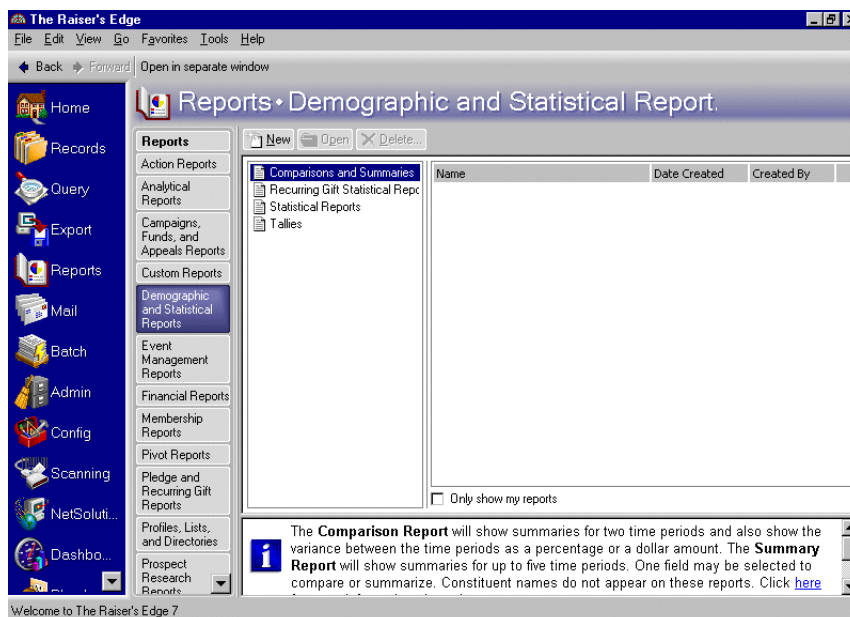 The Raiser's Edge
File Edit View Go Favorites Tools Help
Back Forward Open in separate window
Home
Records
Query
Export
Reports
Mail
Batch
Admin
Config
Scanning
NetSoluti...
Dashbo...
Reports • Demographic and Statistical Report.
Reports
Action Reports
Analytical
Reports
Campaigns,
Funds, and
Appeals Reports
Custom Reports
Demographic
and Statistical
Reports
Event
Management
Reports
Financial Reports
Membership
Reports
Pivot Reports
Pledge and
Recurring Gift
Reports
Profiles, Lists,
and Directories
Prospect
Research
Reports
New Open Delete...
Comparisons and Summaries
Recurring Gift Statistical Repo
Statistical Reports
Tallies
Name Date Created Created By
Only show my reports
The Comparison Report will show summaries for two time periods and also show the
variance between the time periods as a percentage or a dollar amount. The Summary
Report will show summaries for up to five time periods. One field may be selected to
compare or summarize. Constituent names do not appear on these reports. Click here
Welcome to The Raiser's Edge 7